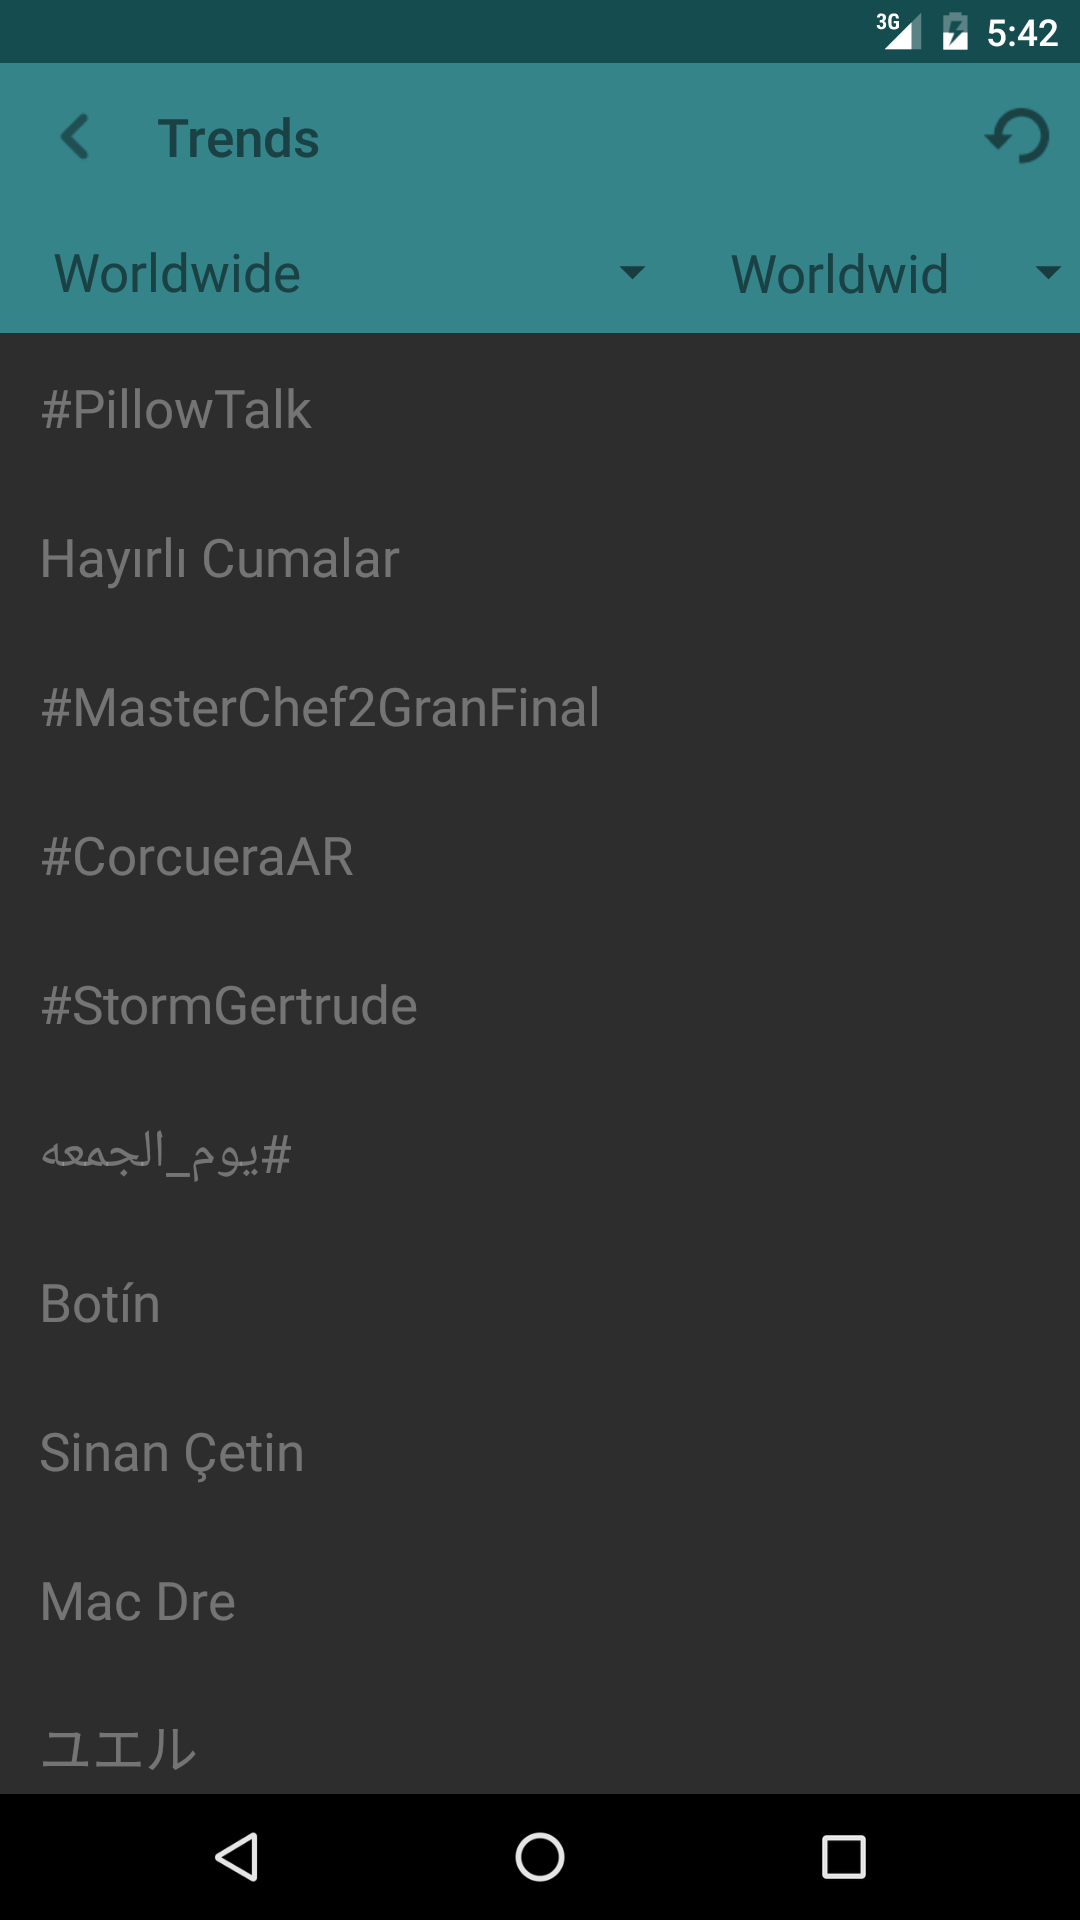 3G 5:42
Trends
Worldwide Worldwid
#PillowTalk
Hayırlı Cumalar
#MasterChef2GranFinal
#CorcueraAR
#StormGertrude
#يوم_الجمعه
Botín
Sinan Çetin
Mac Dre
ユエル